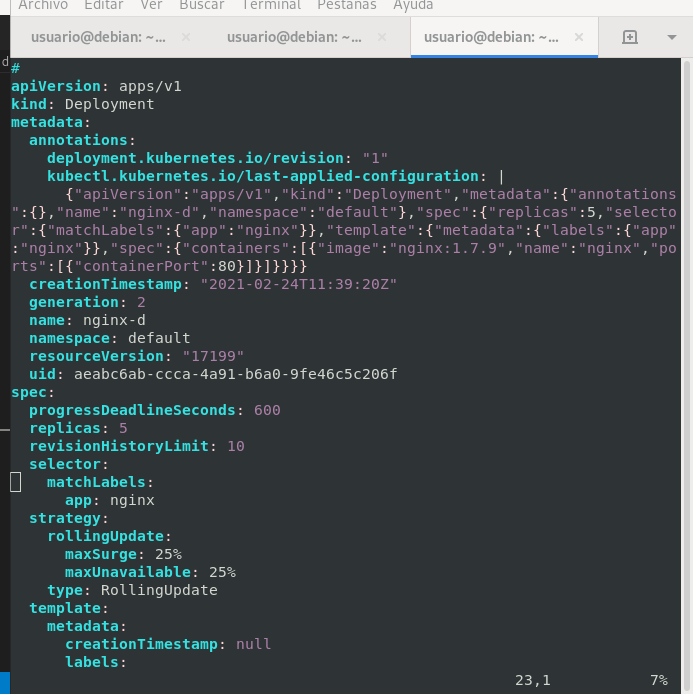 Archivo Editar Ver Buscar Terminal Pestañas Ayuda
usuario@debian: ~... × usuario@debian: ~... × usuario@debian: ~... ×
d
#
apiVersion: apps/v1
kind: Deployment
metadata:
  annotations:
    deployment.kubernetes.io/revision: "1"
    kubectl.kubernetes.io/last-applied-configuration: |
      {"apiVersion":"apps/v1","kind":"Deployment","metadata":{"annotations
":{},"name":"nginx-d","namespace":"default"},"spec":{"replicas":5,"selecto
r":{"matchLabels":{"app":"nginx"}},"template":{"metadata":{"labels":{"app"
:"nginx"}},"spec":{"containers":[{"image":"nginx:1.7.9","name":"nginx","po
rts":[{"containerPort":80}]}]}}}}
  creationTimestamp: "2021-02-24T11:39:20Z"
  generation: 2
  name: nginx-d
  namespace: default
  resourceVersion: "17199"
  uid: aeabc6ab-ccca-4a91-b6a0-9fe46c5c206f
spec:
  progressDeadlineSeconds: 600
  replicas: 5
  revisionHistoryLimit: 10
  selector:
    matchLabels:
      app: nginx
  strategy:
    rollingUpdate:
      maxSurge: 25%
      maxUnavailable: 25%
    type: RollingUpdate
  template:
    metadata:
      creationTimestamp: null
      labels:
23,1 7%